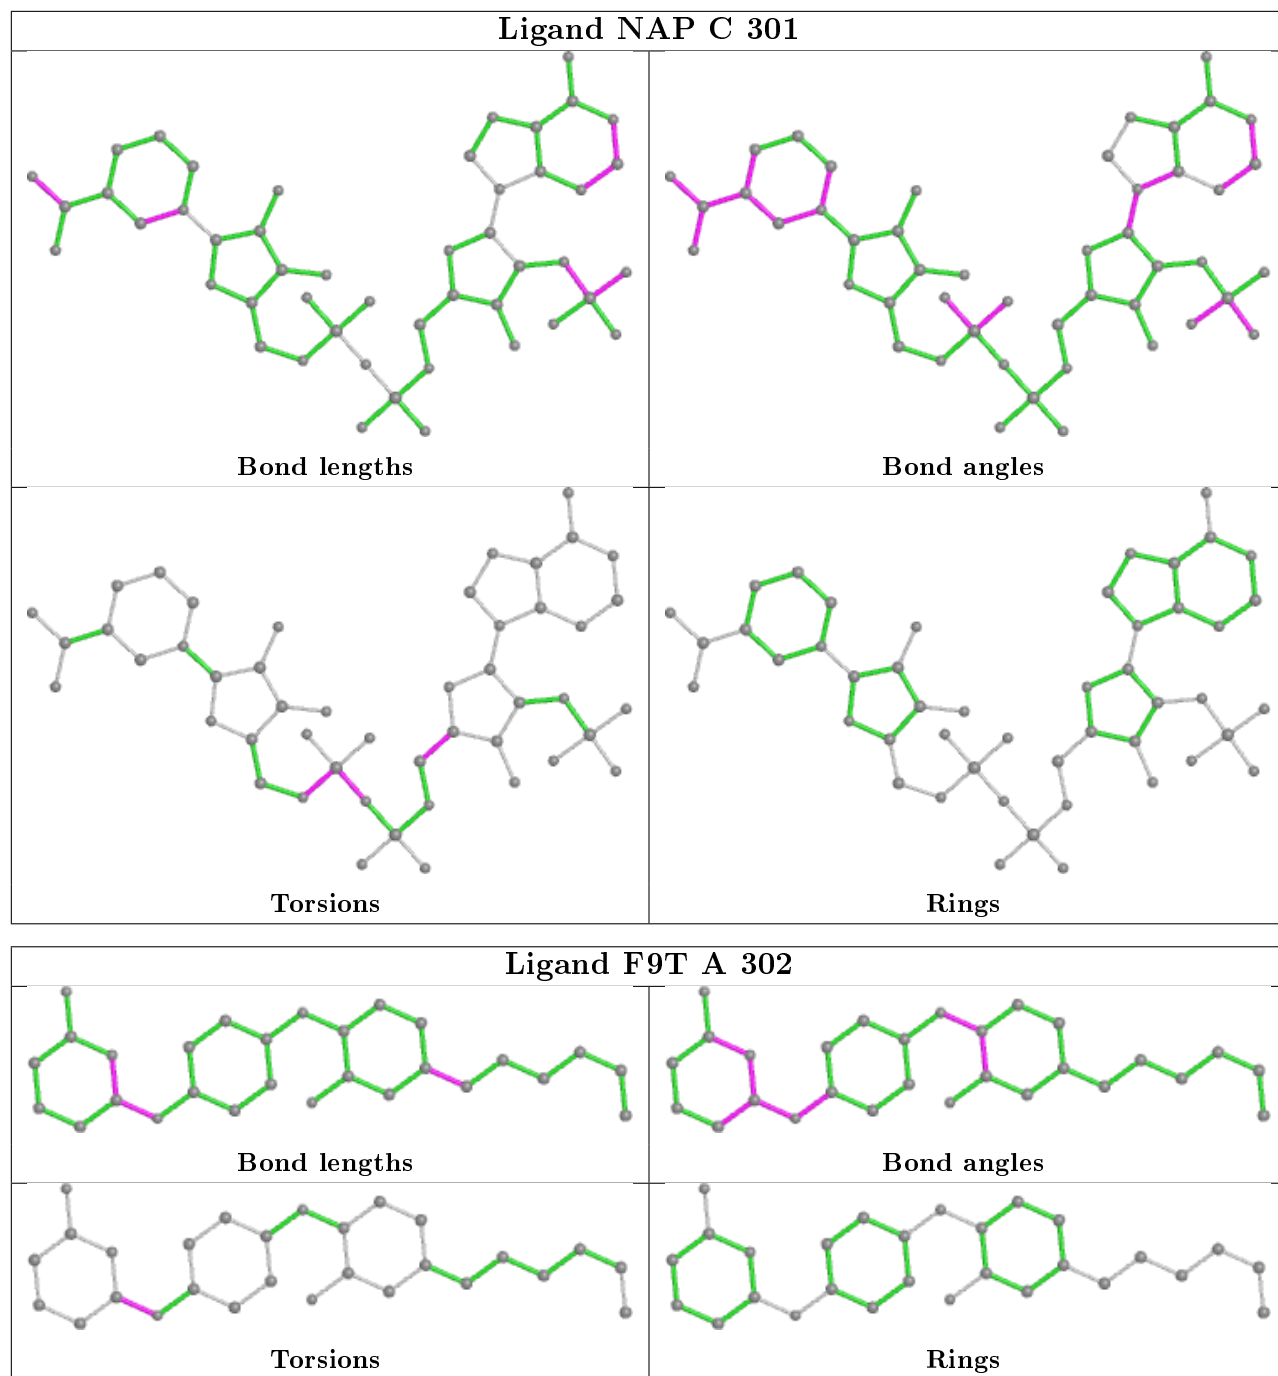 Ligand NAP C 301
Bond lengths
Bond angles
Torsions
Rings
Ligand F9T A 302
Bond lengths
Bond angles
Torsions
Rings